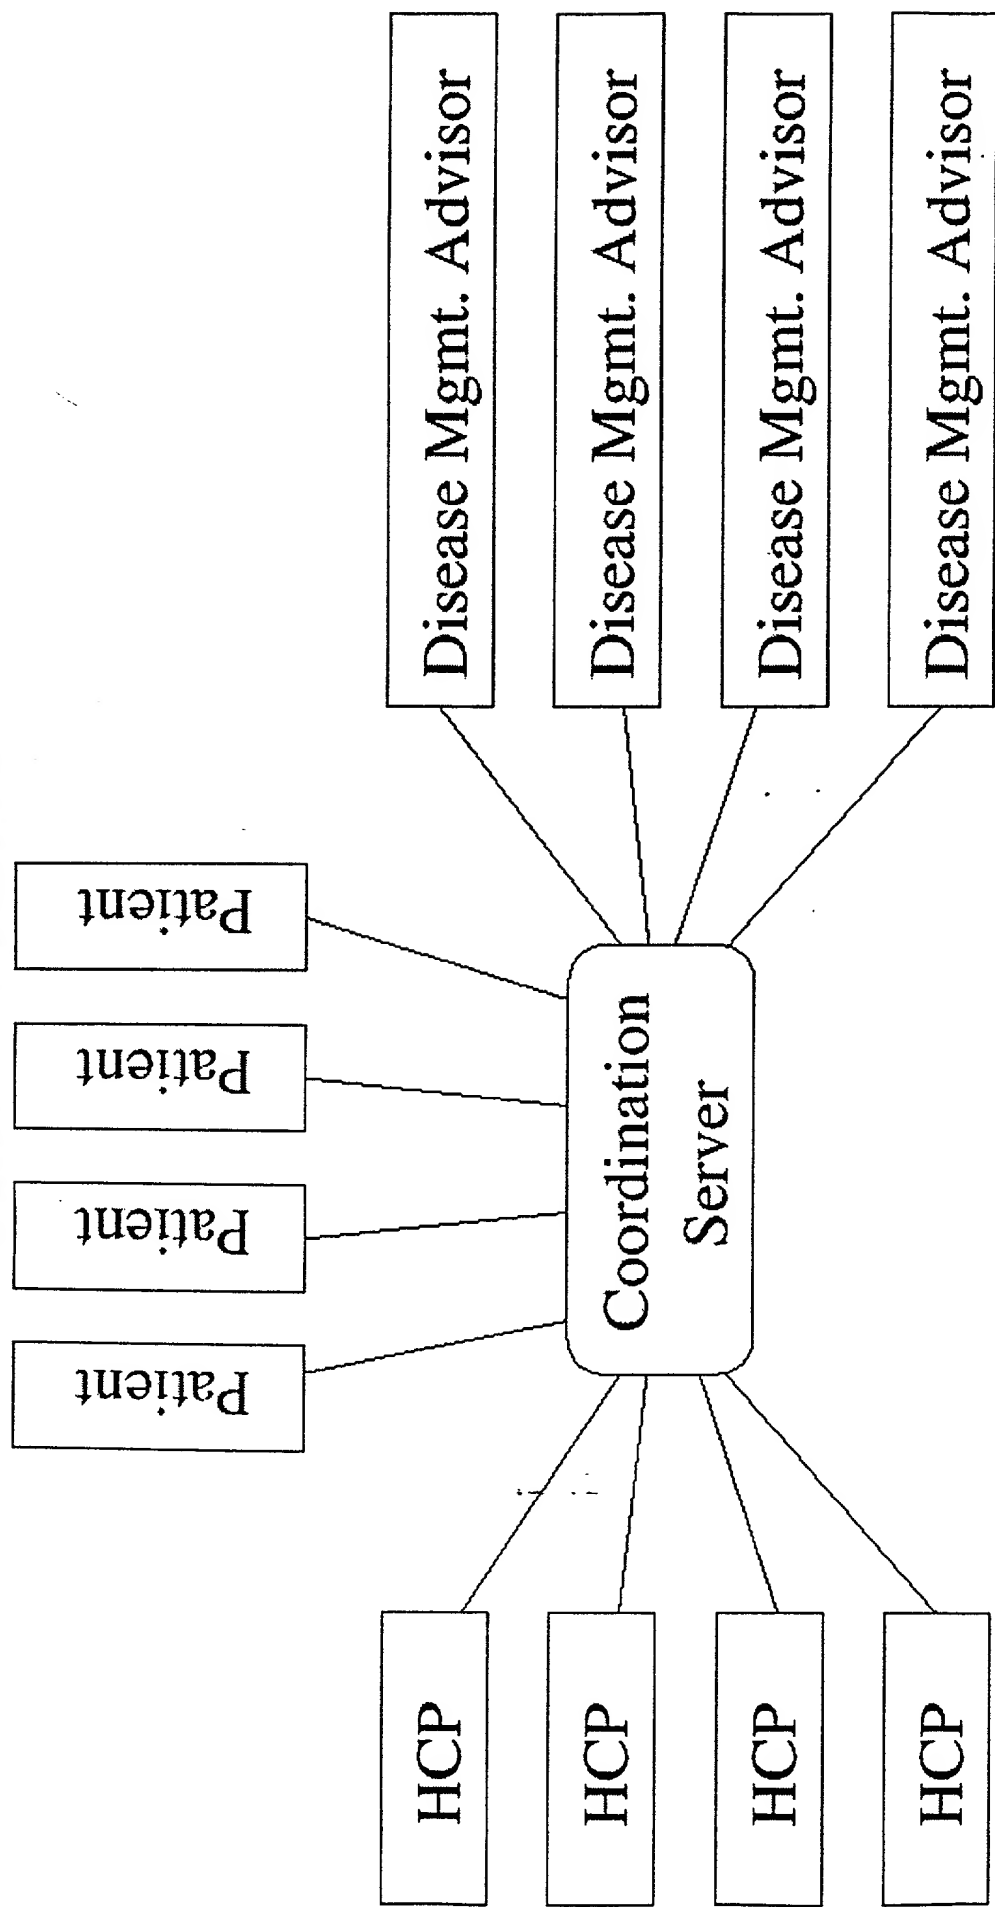 Patient
Patient
Patient
Patient
HCP
HCP
HCP
HCP
Coordination
Server
Disease Mgmt. Advisor
Disease Mgmt. Advisor
Disease Mgmt. Advisor
Disease Mgmt. Advisor